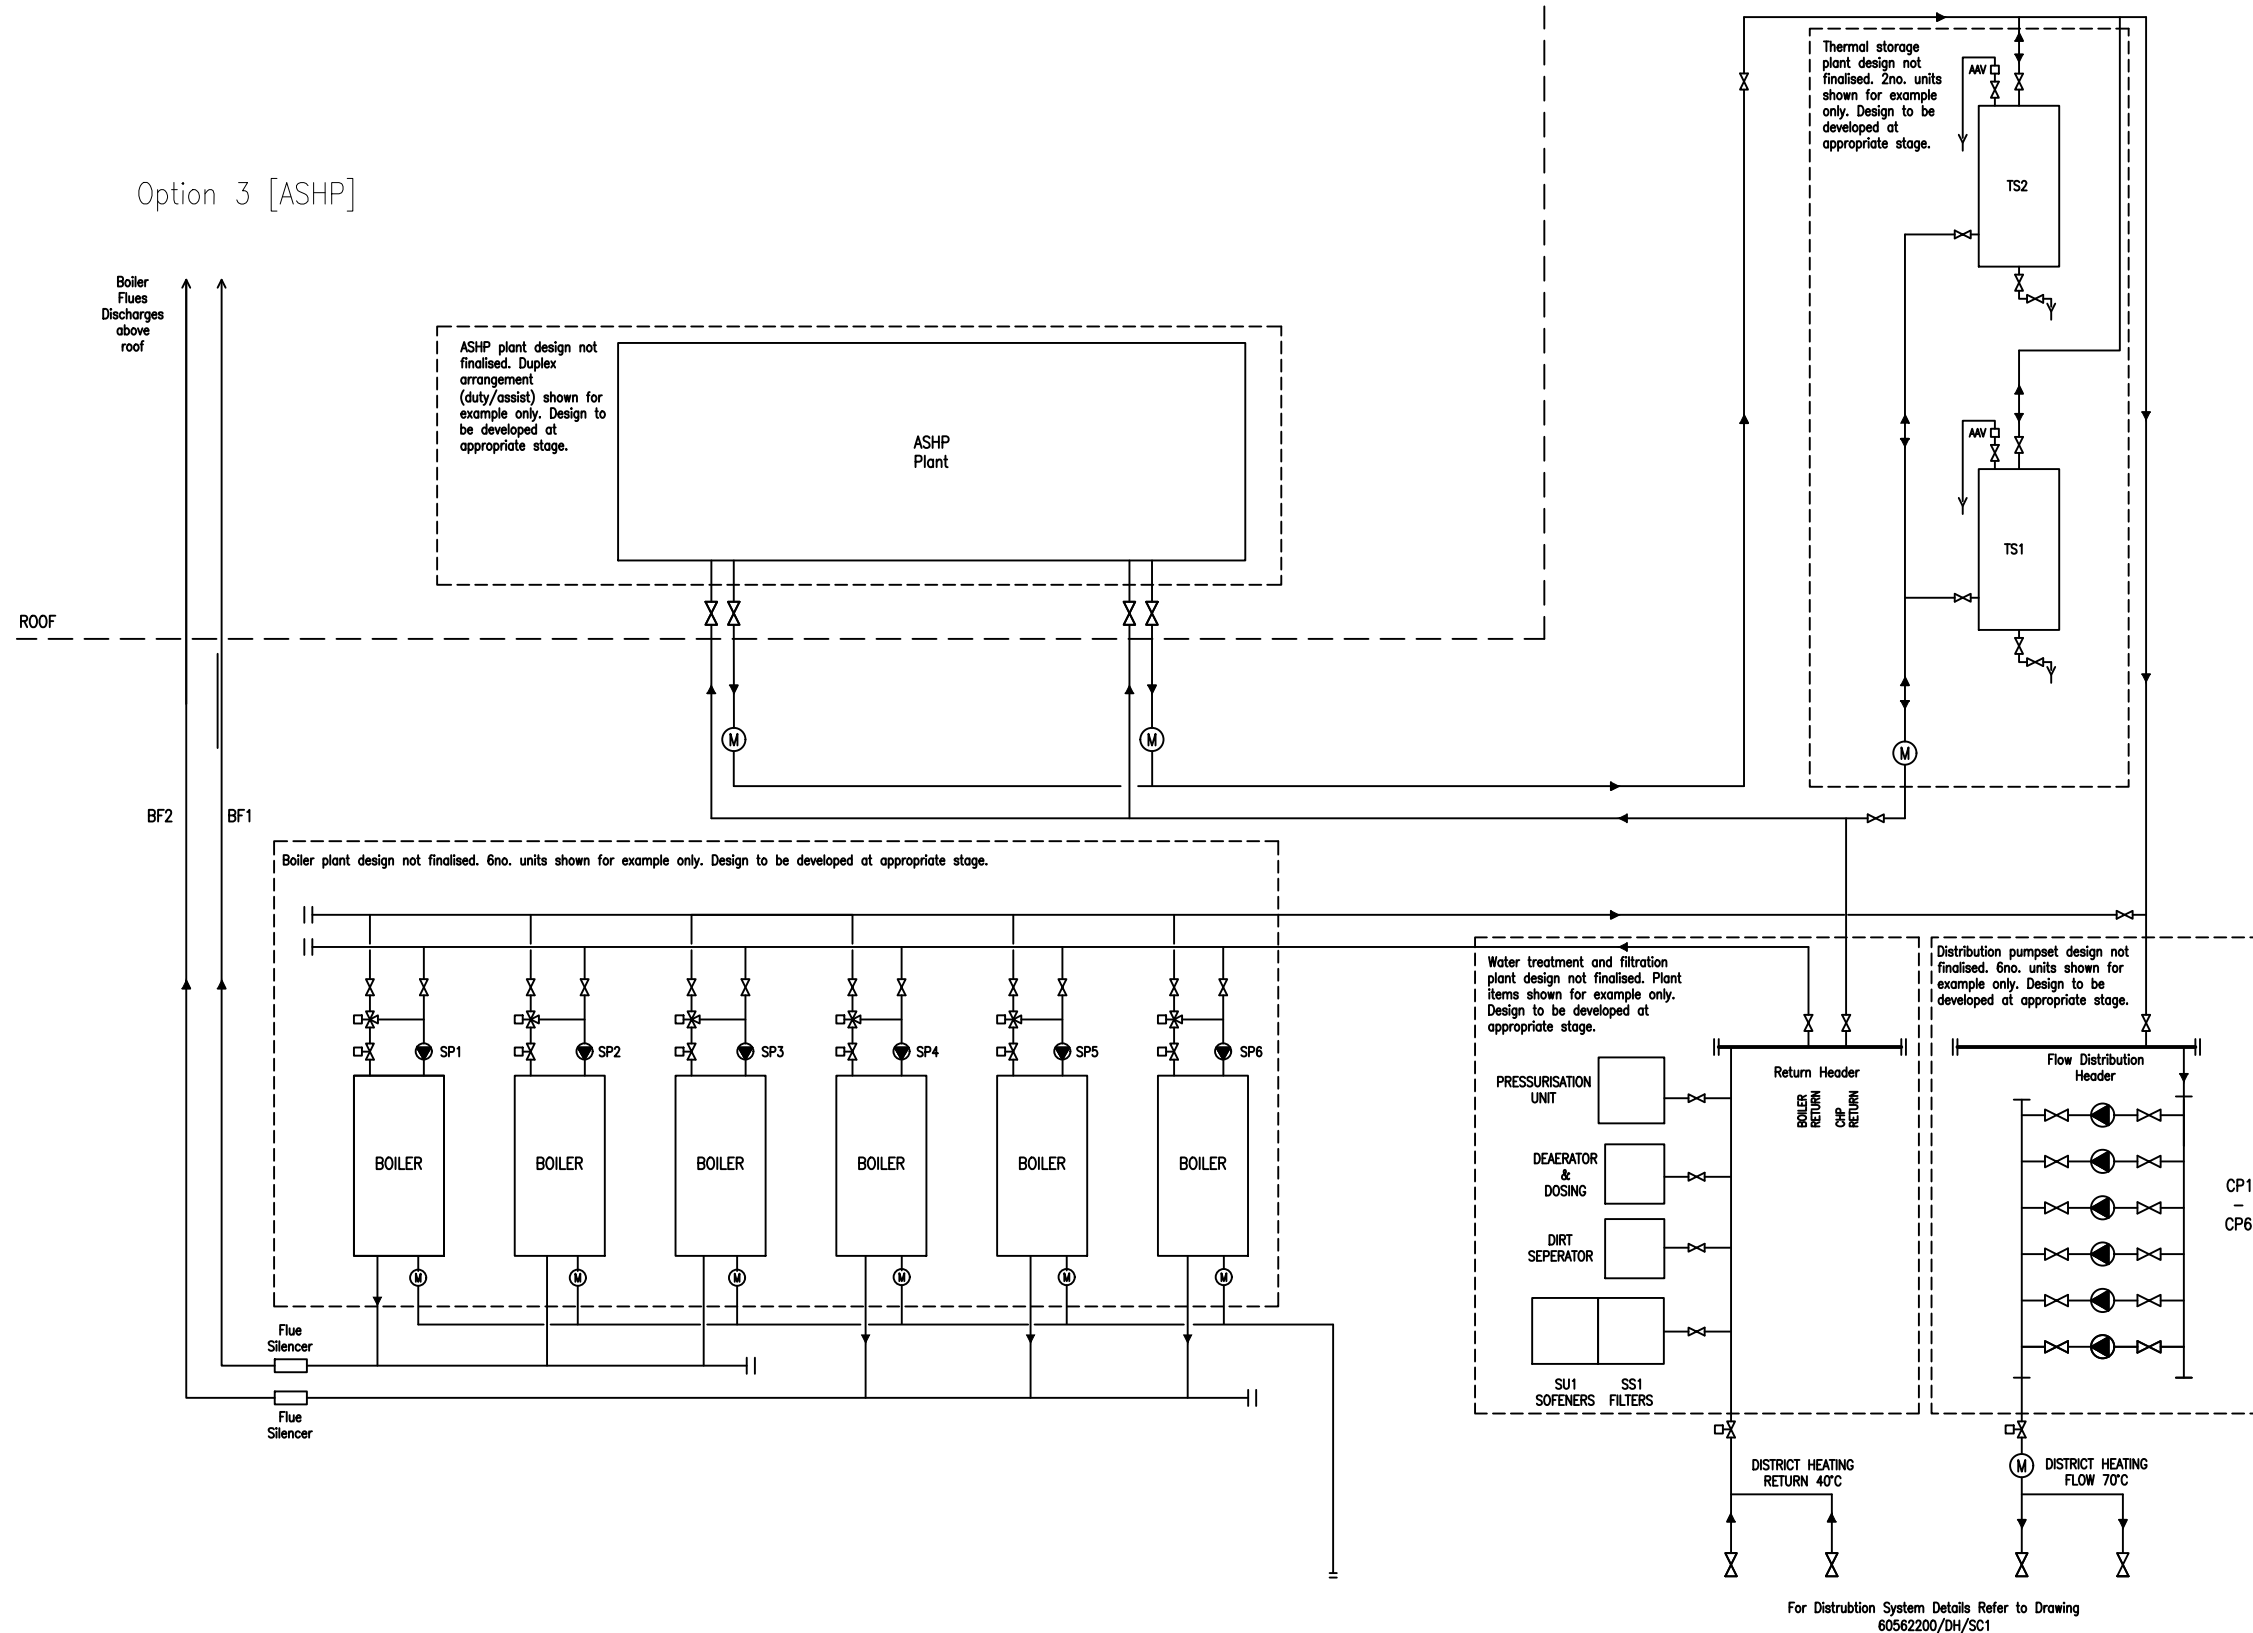 Option 3 [ASHP]
Boiler
Flues
Discharges
above
roof
ROOF
BF2
BF1
ASHP plant design not
finalised. Duplex
arrangement
(duty/assist) shown for
example only. Design to
be developed at
appropriate stage.
ASHP
Plant
M
M
Thermal storage
plant design not
finalised. 2no. units
shown for example
only. Design to be
developed at
appropriate stage.
AAV
TS2
AAV
TS1
M
Boiler plant design not finalised. 6no. units shown for example only. Design to be developed at appropriate stage.
SP1
SP2
SP3
SP4
SP5
SP6
BOILER
BOILER
BOILER
BOILER
BOILER
BOILER
M
M
M
M
M
M
Flue
Silencer
Flue
Silencer
Water treatment and filtration
plant design not finalised. Plant
items shown for example only.
Design to be developed at
appropriate stage.
Return Header
BOILER
RETURN
CHP
RETURN
PRESSURISATION
UNIT
DEAERATOR
&
DOSING
DIRT
SEPERATOR
SU1
SOFENERS
SS1
FILTERS
Distribution pumpset design not
finalised. 6no. units shown for
example only. Design to be
developed at appropriate stage.
Flow Distribution
Header
CP1
–
CP6
DISTRICT HEATING
RETURN 40°C
M
DISTRICT HEATING
FLOW 70°C
For Distrubtion System Details Refer to Drawing
60562200/DH/SC1